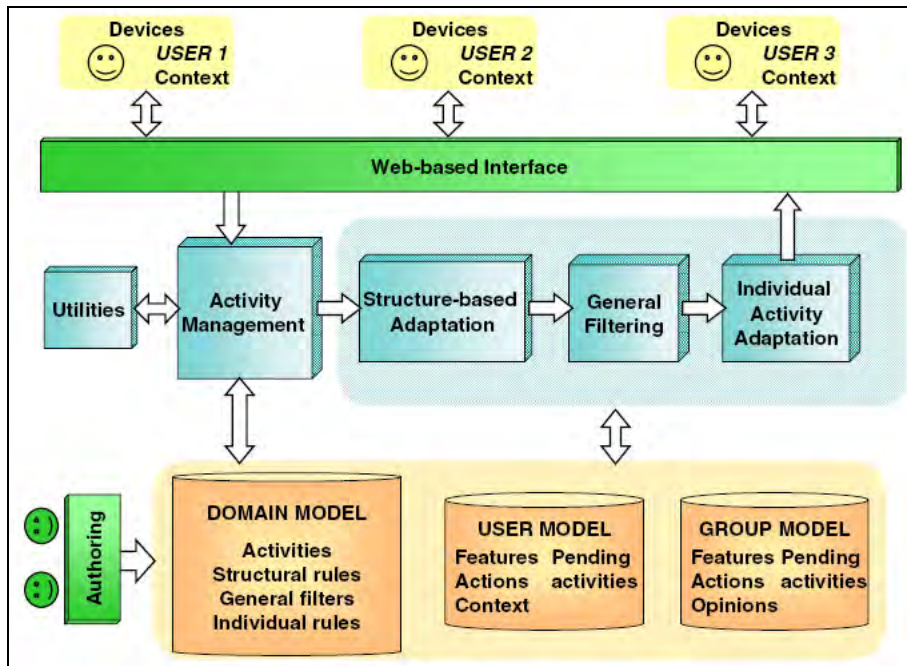 Devices
USER 1
Context
Devices
USER 2
Context
Devices
USER 3
Context
Web-based Interface
Utilities
Activity
Management
Structure-based
Adaptation
General
Filtering
Individual
Activity
Adaptation
Authoring
DOMAIN MODEL
Activities
Structural rules
General filters
Individual rules
USER MODEL
Features Pending
Actions activities
Context
GROUP MODEL
Features Pending
Actions activities
Opinions